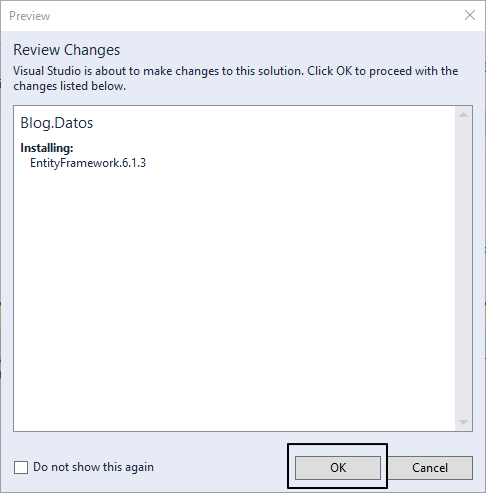 Preview
Review Changes
Visual Studio is about to make changes to this solution. Click OK to proceed with the
changes listed below.
Blog.Datos
Installing:
EntityFramework.6.1.3
Do not show this again
OK
Cancel